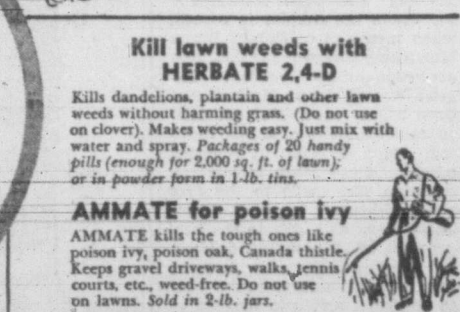 Kill lawn weeds with
HERBATE 2,4-D
Kills dandelions, plantain and other lawn
weeds without harming grass. (Do not use
on clover). Makes weeding easy. Just mix with
water and spray. Packages of 20 handy
pills (enough for 2,000 sq. ft. of lawn);
or in powder form in 1-lb. tins.
AMMATE for poison ivy
AMMATE kills the tough ones like
poison ivy, poison oak, Canada thistle.
Keeps gravel driveways, walks, tennis
courts, etc., weed-free. Do not use
on lawns. Sold in 2-lb. jars.